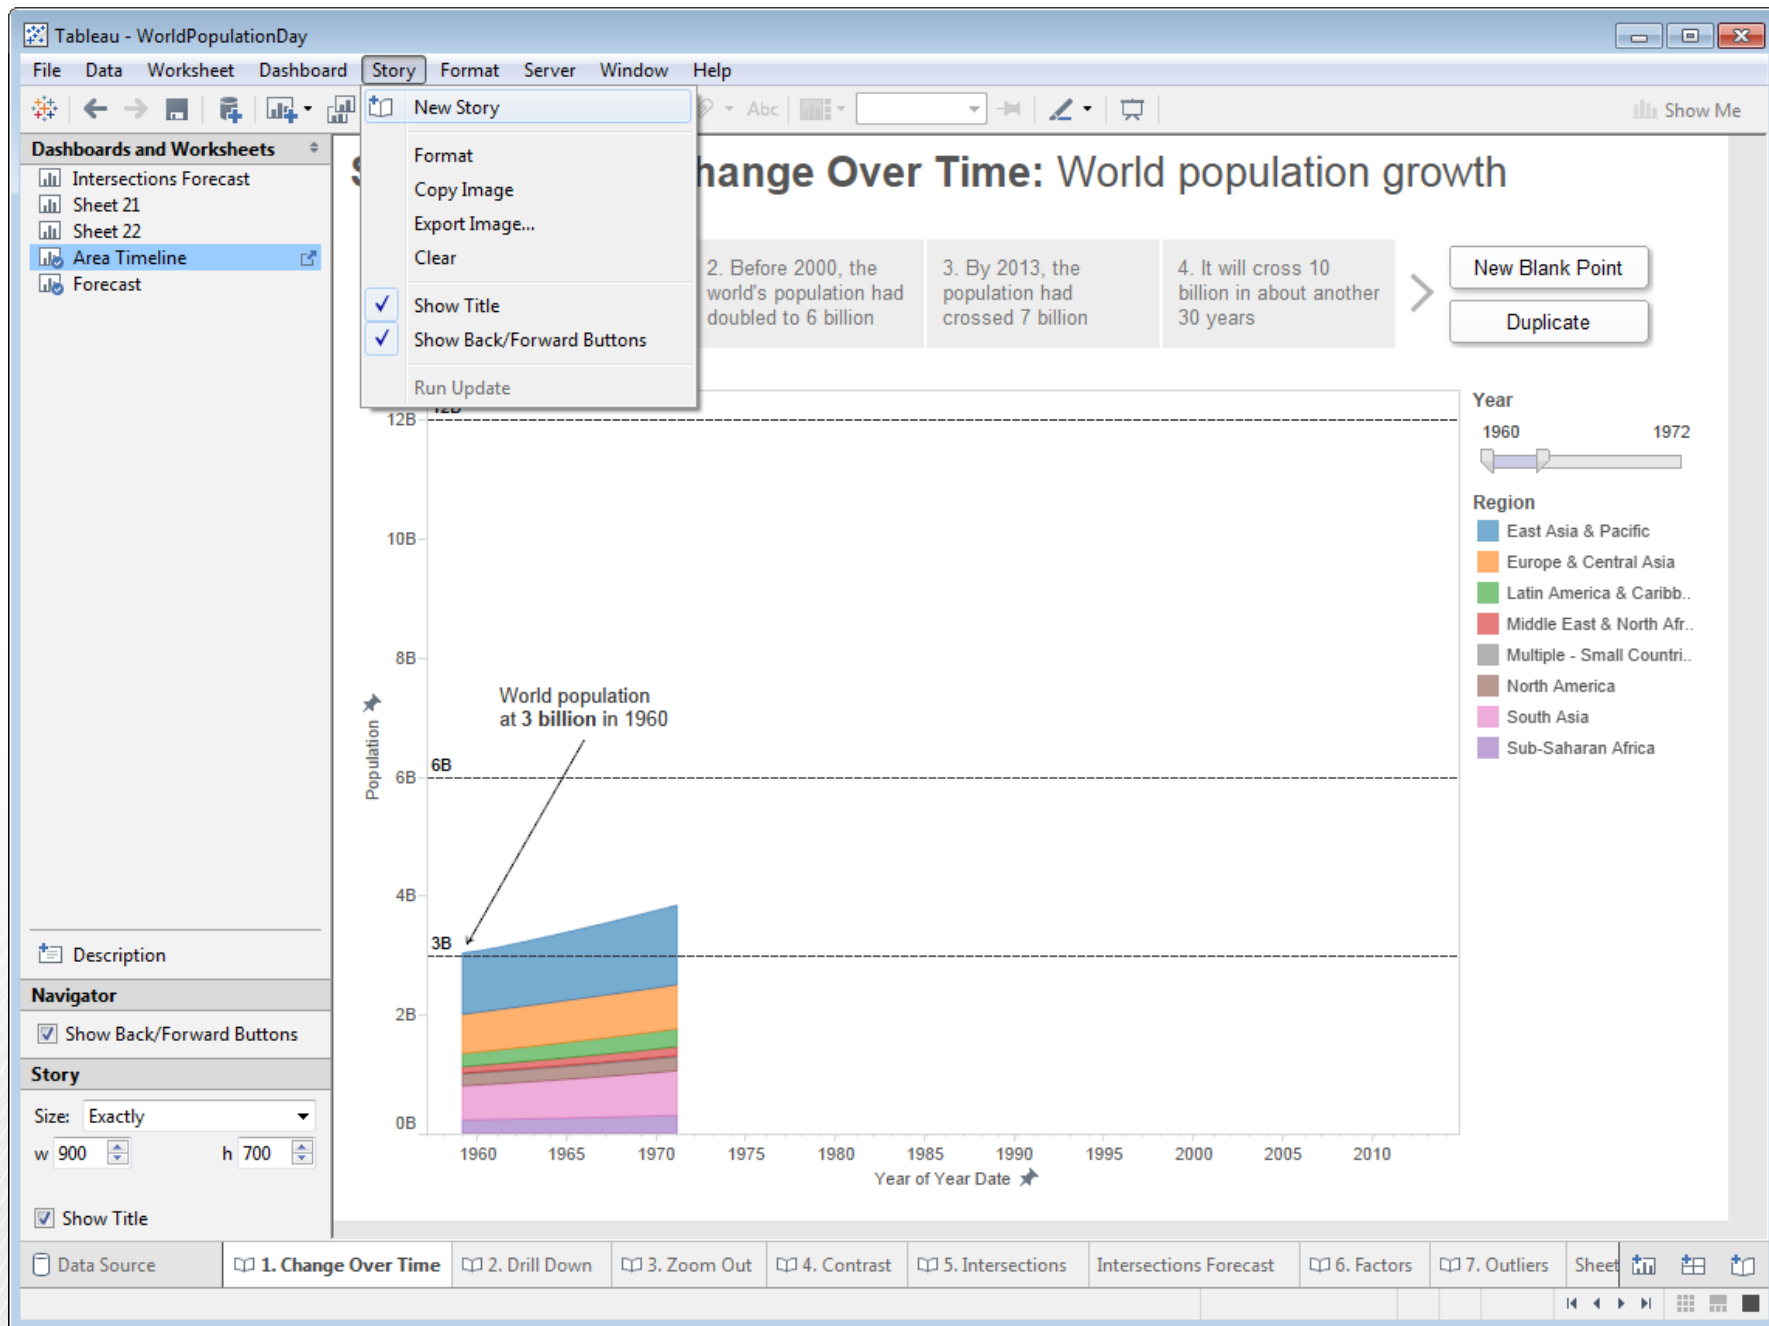 Tableau - WorldPopulationDay
File Data Worksheet Dashboard Story Format Server Window Help
Abc
Show Me
New Story
Format
Copy Image
Export Image...
Clear
Show Title
Show Back/Forward Buttons
Run Update
Dashboards and Worksheets
Intersections Forecast
Sheet 21
Sheet 22
Area Timeline
Forecast
Description
Navigator
Show Back/Forward Buttons
Story
Size: Exactly
w 900 h 700
Show Title
hange Over Time: World population growth
2. Before 2000, the
world's population had
doubled to 6 billion
3. By 2013, the
population had
crossed 7 billion
4. It will cross 10
billion in about another
30 years
New Blank Point
Duplicate
Year
1960 1972
Region
East Asia & Pacific
Europe & Central Asia
Latin America & Caribb..
Middle East & North Afr..
Multiple - Small Countri..
North America
South Asia
Sub-Saharan Africa
12B
12B
10B
8B
World population
at 3 billion in 1960
Population
6B
6B
4B
3B
2B
0B
1960 1965 1970 1975 1980 1985 1990 1995 2000 2005 2010
Year of Year Date
Data Source 1. Change Over Time 2. Drill Down 3. Zoom Out 4. Contrast 5. Intersections Intersections Forecast 6. Factors 7. Outliers Sheet